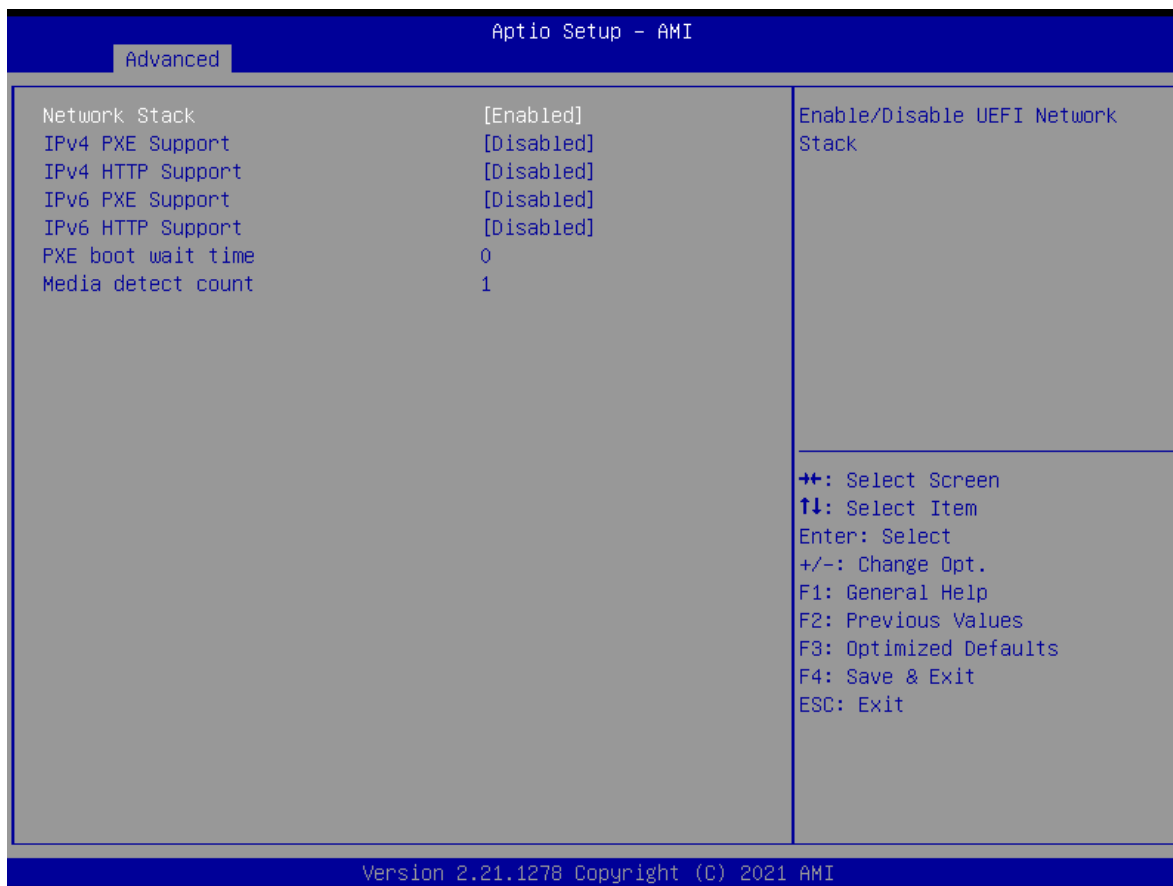 Aptio Setup – AMI
Advanced
Network Stack [Enabled]
IPv4 PXE Support [Disabled]
IPv4 HTTP Support [Disabled]
IPv6 PXE Support [Disabled]
IPv6 HTTP Support [Disabled]
PXE boot wait time 0
Media detect count 1
Enable/Disable UEFI Network
Stack
→←: Select Screen
↑↓: Select Item
Enter: Select
+/-: Change Opt.
F1: General Help
F2: Previous Values
F3: Optimized Defaults
F4: Save & Exit
ESC: Exit
Version 2.21.1278 Copyright (C) 2021 AMI